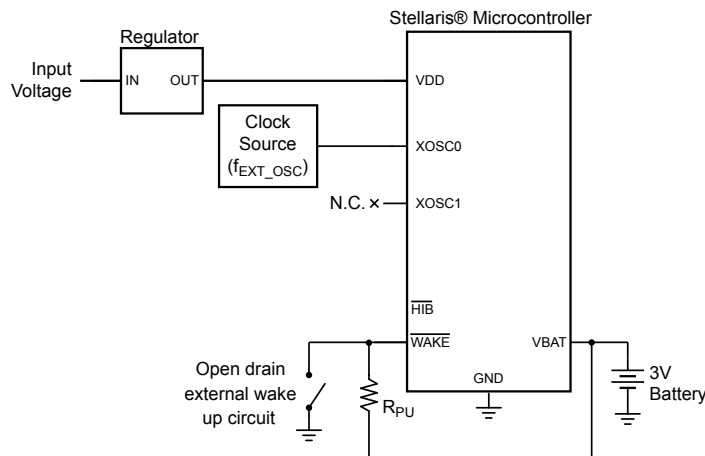 Stellaris® Microcontroller
Regulator
Input
Voltage
IN
OUT
VDD
Clock
Source
(fEXT_OSC)
XOSC0
N.C.
XOSC1
HIB
WAKE
VBAT
Open drain
external wake
up circuit
RPU
GND
3V
Battery